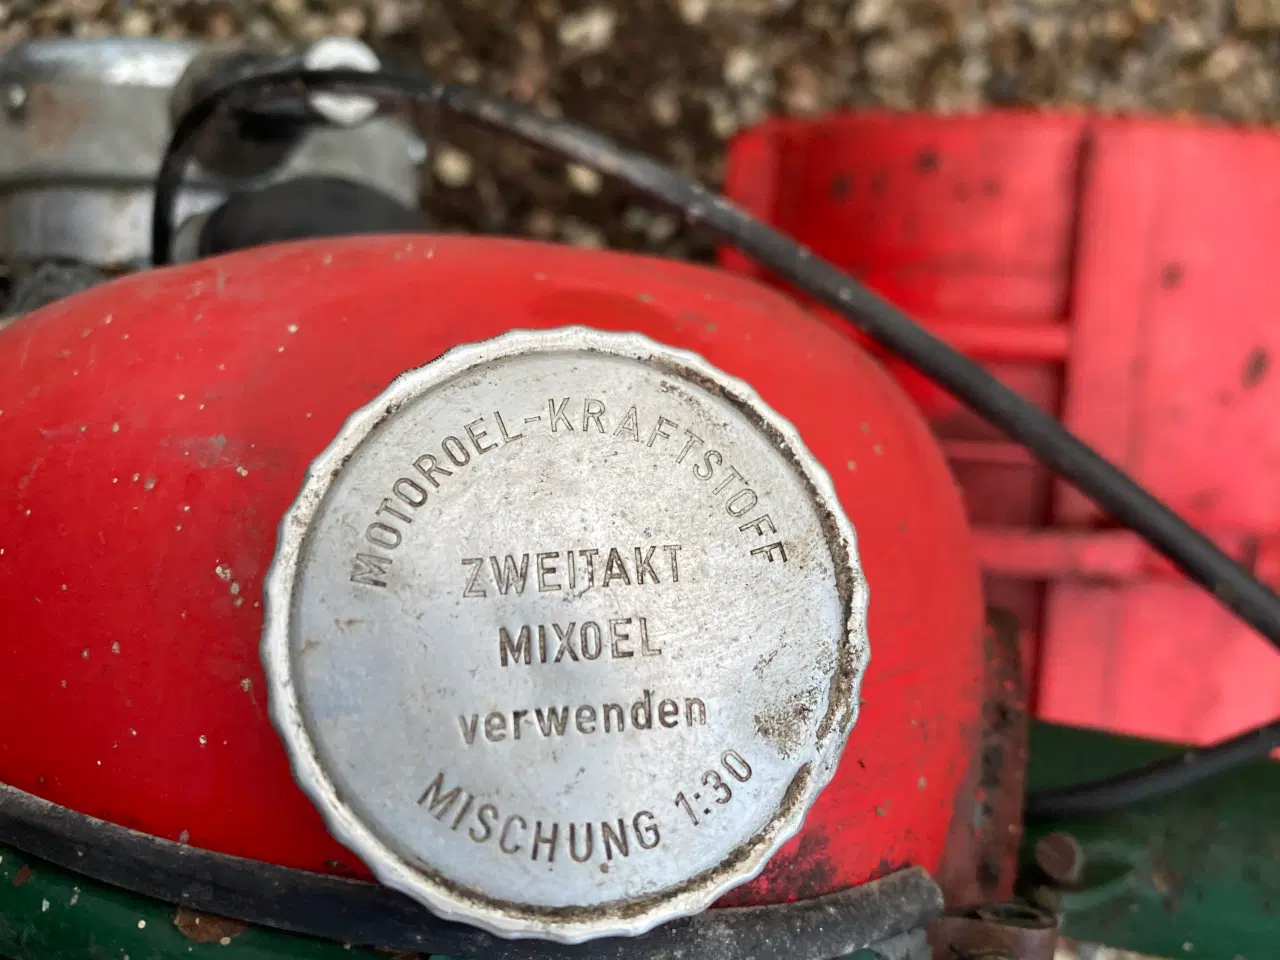 MOTOROEL-KRAFTSTOFF
ZWEITAKT
MIXOEL
verwenden
MISCHUNG 1:30